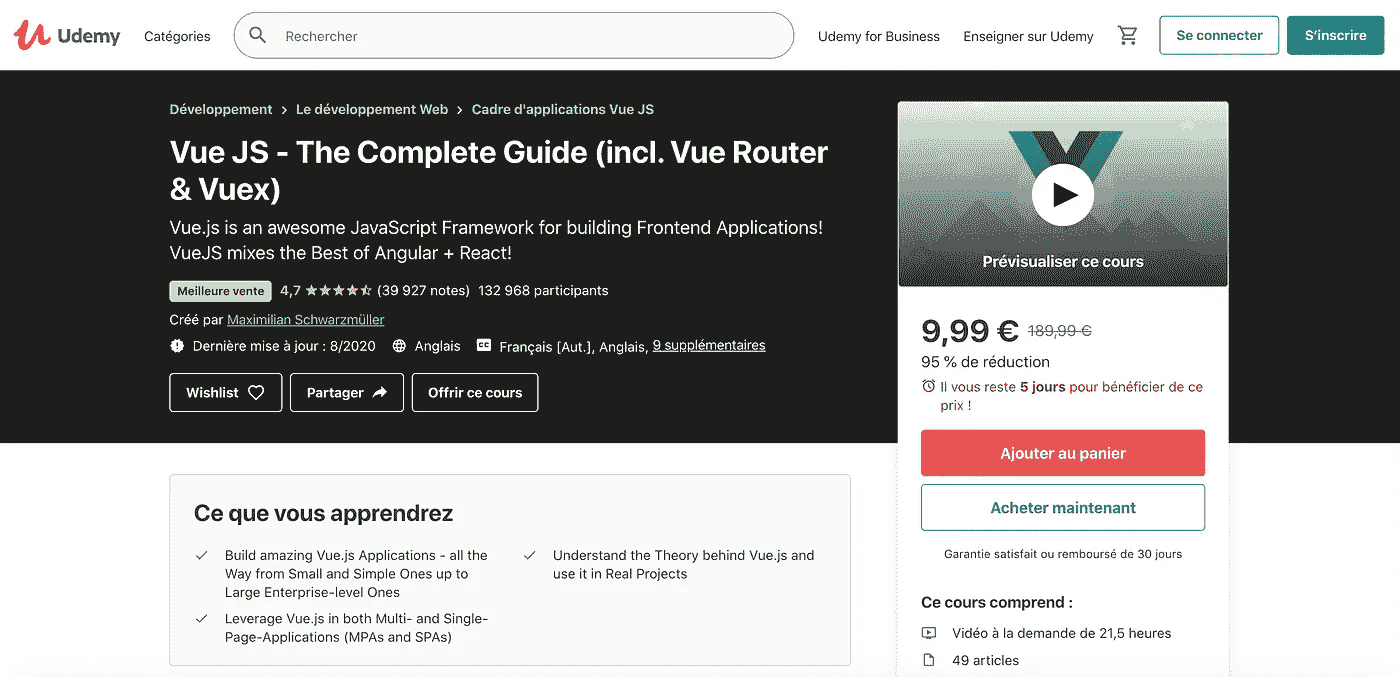 Udemy
Catégories
Rechercher
Udemy for Business
Enseigner sur Udemy
Se connecter
S'inscrire
Développement > Le développement Web > Cadre d'applications Vue JS
Vue JS - The Complete Guide (incl. Vue Router
& Vuex)
Vue.js is an awesome JavaScript Framework for building Frontend Applications!
VueJS mixes the Best of Angular + React!
Meilleure vente 4,7 (39 927 notes) 132 968 participants
Créé par Maximilian Schwarzmüller
Dernière mise à jour : 8/2020 Anglais CC Français [Aut.], Anglais, 9 supplémentaires
Wishlist
Partager
Offrir ce cours
Prévisualiser ce cours
9,99 € 189,99 €
95 % de réduction
Il vous reste 5 jours pour bénéficier de ce
prix !
Ajouter au panier
Acheter maintenant
Garantie satisfait ou remboursé de 30 jours
Ce cours comprend :
Vidéo à la demande de 21,5 heures
49 articles
Ce que vous apprendrez
Build amazing Vue.js Applications - all the
Way from Small and Simple Ones up to
Large Enterprise-level Ones
Leverage Vue.js in both Multi- and Single-
Page-Applications (MPAs and SPAs)
Understand the Theory behind Vue.js and
use it in Real Projects